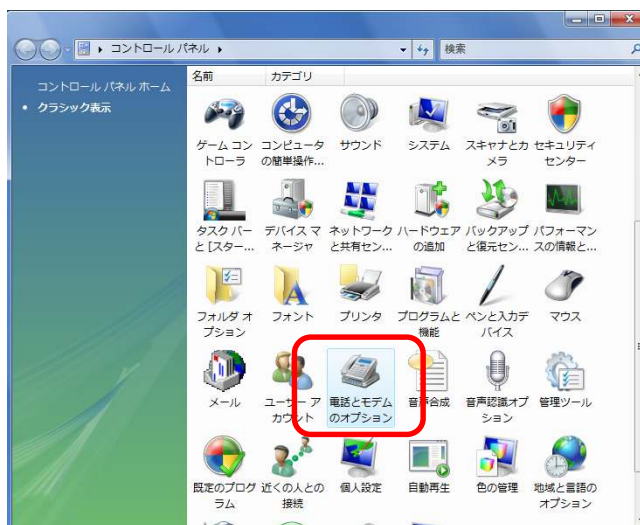 コントロール パネル
検索
コントロール パネル ホーム
クラシック表示
名前 カテゴリ
ゲーム コン
トローラ
コンピュータ
の簡単操作...
サウンド
システム
スキャナとカ
メラ
セキュリティ
センター
タスク バー
と [スター...
デバイス マ
ネージャ
ネットワーク
と共有セン...
ハードウェア
の追加
バックアップ
と復元セン...
パフォーマン
スの情報と...
フォルダ オ
プション
フォント
プリンタ
プログラムと
機能
ペンと入力デ
バイス
マウス
メール
ユーザー ア
カウント
電話とモデム
のオプション
音声合成
音声認識オプ
ション
管理ツール
既定のプログ
ラム
近くの人との
接続
個人設定
自動再生
色の管理
地域と言語の
オプション